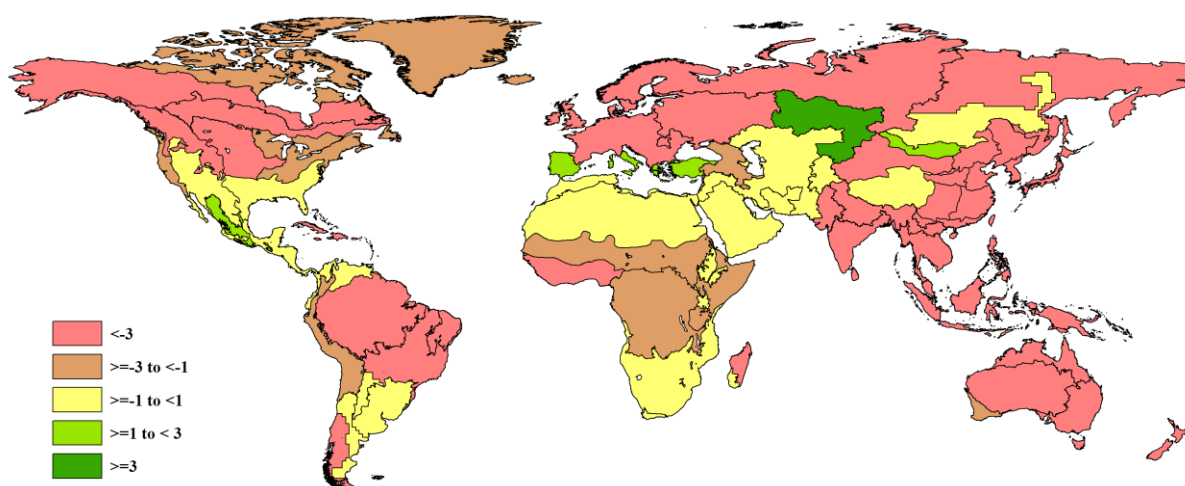 <-3
>=-3 to <-1
>=-1 to <1
>=1 to < 3
>=3